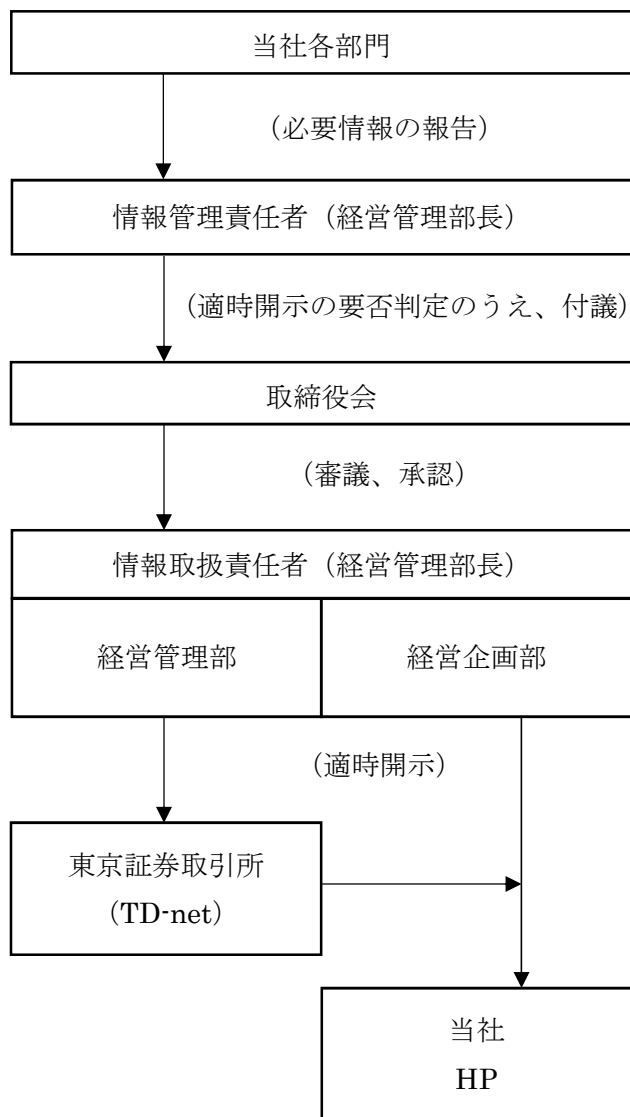 当社各部門
（必要情報の報告）
情報管理責任者（経営管理部長）
（適時開示の要否判定のうえ、付議）
取締役会
（審議、承認）
情報取扱責任者（経営管理部長）
経営管理部
経営企画部
（適時開示）
東京証券取引所
（TD-net）
当社
HP